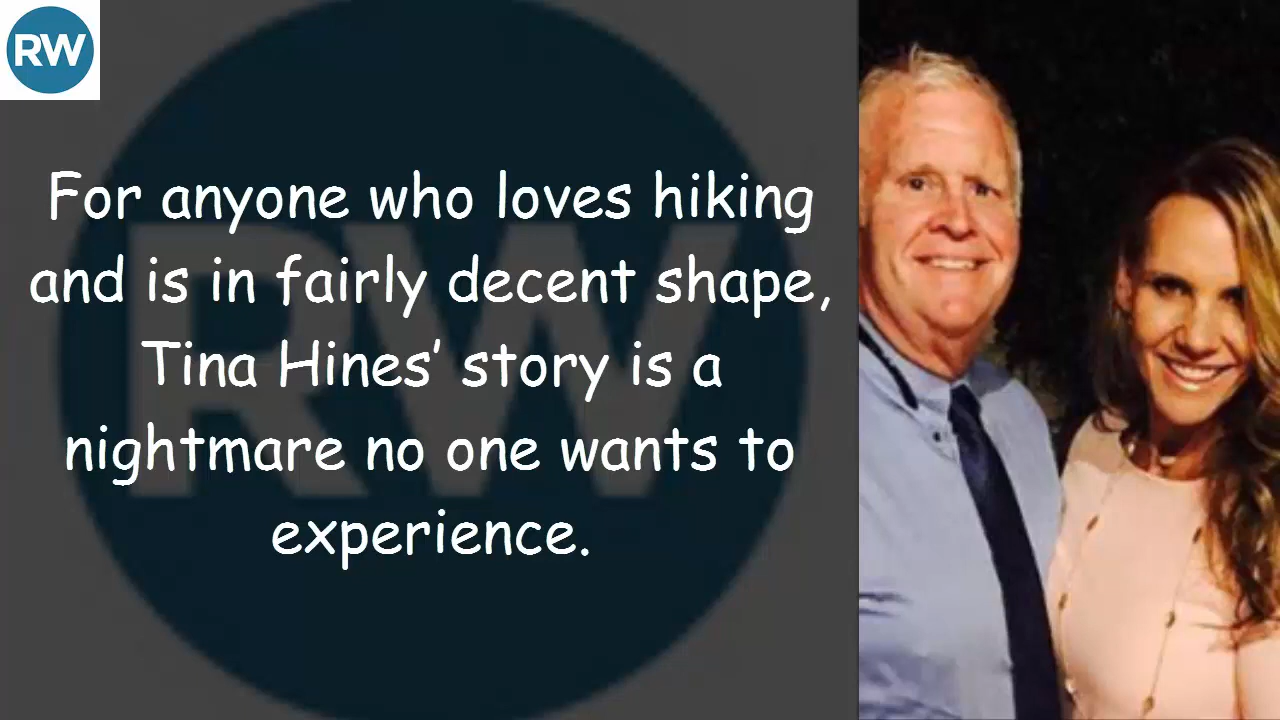 RW
For anyone who loves hiking
and is in fairly decent shape,
Tina Hines’ story is a
nightmare no one wants to
experience.
RW